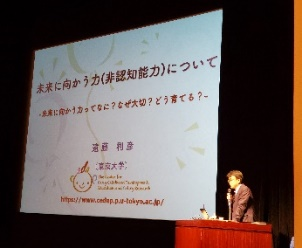 未来に向かう力(非認知能力)について
-未来に向かう力ってなに?なぜ大切?どう育てる?-
遠藤 利彦
(東京大学)
https://www.cedep.p.u-tokyo.ac.jp/